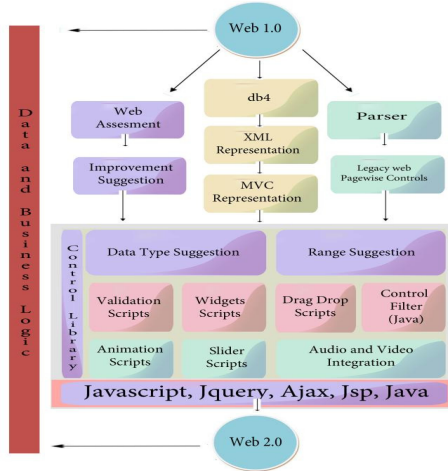 Web 1.0
Data and Business Logic
Web
Assesment
db4
Parser
XML
Representation
Improvement
Suggestion
Legacy web
Pagewise Controls
MVC
Representation
Control Library
Data Type Suggestion
Range Suggestion
Validation
Scripts
Widgets
Scripts
Drag Drop
Scripts
Control
Filter
(Java)
Animation
Scripts
Slider
Scripts
Audio and Video
Integration
Javascript, Jquery, Ajax, Jsp, Java
Web 2.0